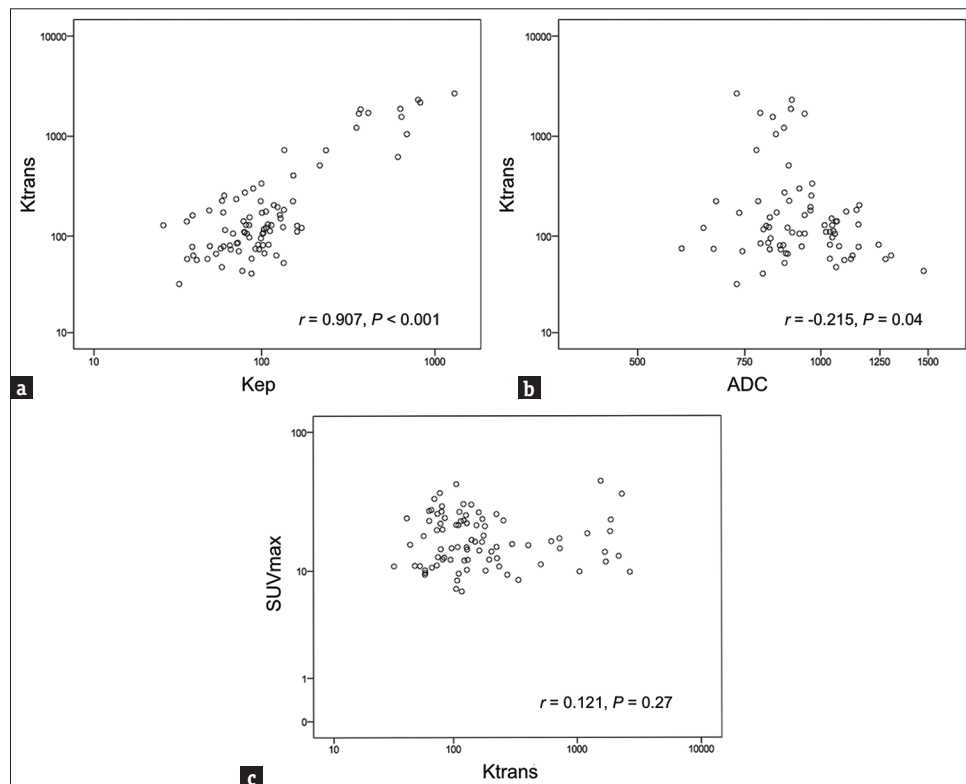 10000
1000
100
10
Ktrans
r = 0.907, P < 0.001
10
100
1000
Kep
a
10000
1000
100
10
Ktrans
r = -0.215, P = 0.04
500
750
1000
1250
1500
ADC
b
100
10
1
0
SUVmax
r = 0.121, P = 0.27
10
100
1000
10000
Ktrans
c